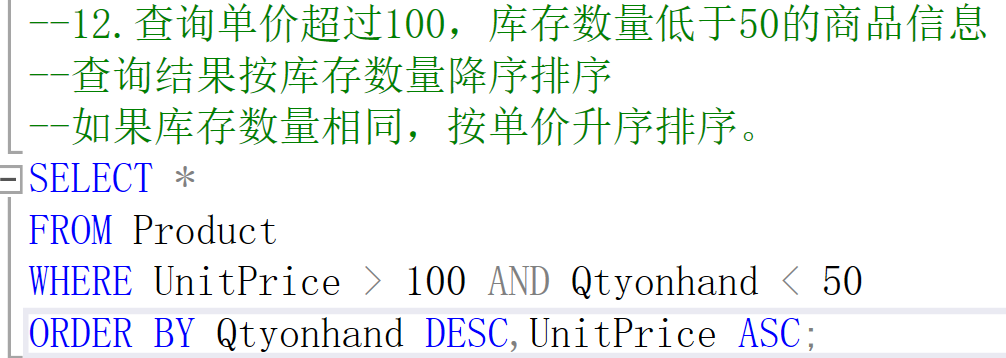 --12.查询单价超过100，库存数量低于50的商品信息
--查询结果按库存数量降序排序
--如果库存数量相同，按单价升序排序。
SELECT *
FROM Product
WHERE UnitPrice > 100 AND Qtyonhand < 50
ORDER BY Qtyonhand DESC,UnitPrice ASC;